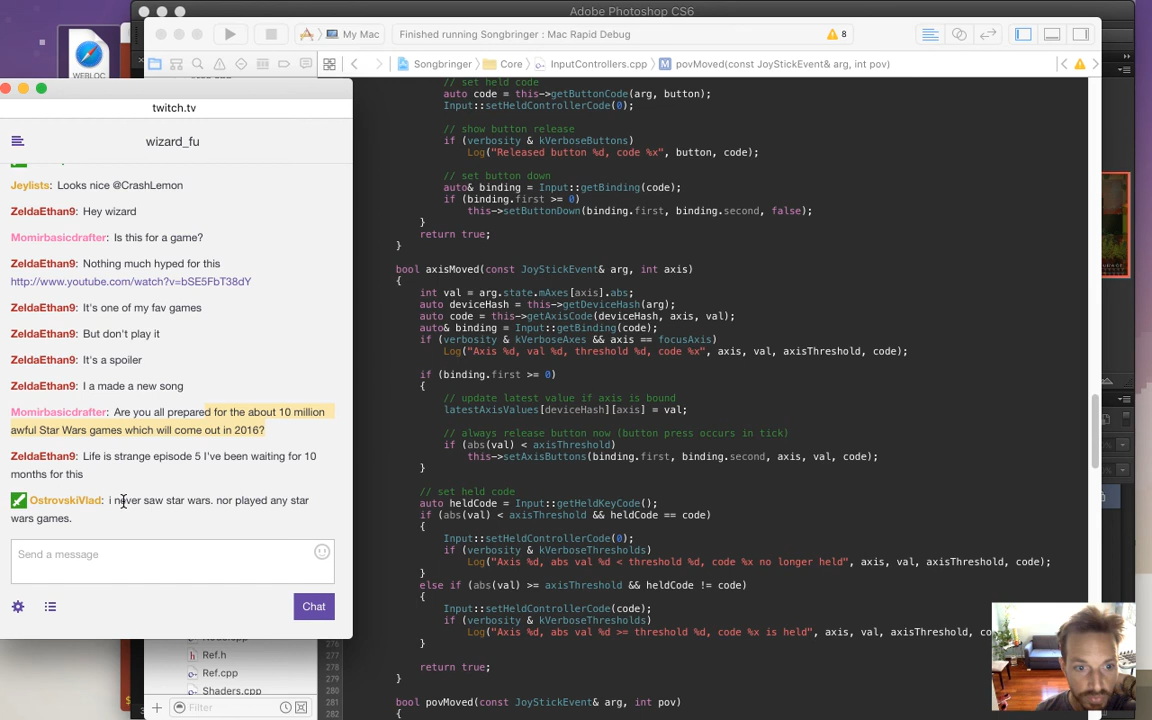 Adobe Photoshop CS6
My Mac
Finished running Songbringer : Mac Rapid Debug
8
Songbringer
Core
InputControllers.cpp
povMoved(const JoyStickEvent& arg, int pov)
WEBLOC
twitch.tv
wizard_fu
Jeylists: Looks nice @CrashLemon
ZeldaEthan9: Hey wizard
Momirbasicdrafter: Is this for a game?
ZeldaEthan9: Nothing much hyped for this
http://www.youtube.com/watch?v=bSE5FbT38dY
ZeldaEthan9: It's one of my fav games
ZeldaEthan9: But don't play it
ZeldaEthan9: It's a spoiler
ZeldaEthan9: I a made a new song
Momirbasicdrafter: Are you all prepared for the about 10 million
awful Star Wars games which will come out in 2016?
ZeldaEthan9: Life is strange episode 5 I've been waiting for 10
months for this
OstrovskiVlad: i never saw star wars. nor played any star
wars games.
Send a message
Chat
// set held code
auto code = this->getButtonCode(arg, button);
Input::setHeldControllerCode(0);
// show button release
if (verbosity & kVerboseButtons)
Log("Released button %d, code %x", button, code);
// set button down
auto& binding = Input::getBinding(code);
if (binding.first >= 0)
this->setButtonDown(binding.first, binding.second, false);
}
return true;
}
bool axisMoved(const JoyStickEvent& arg, int axis)
{
int val = arg.state.mAxes[axis].abs;
auto deviceHash = this->getDeviceHash(arg);
auto code = this->getAxisCode(deviceHash, axis, val);
auto& binding = Input::getBinding(code);
if (verbosity & kVerboseAxes && axis == focusAxis)
Log("Axis %d, val %d, threshold %d, code %x", axis, val, axisThreshold, code);
if (binding.first >= 0)
{
// update latest value if axis is bound
latestAxisValues[deviceHash][axis] = val;
// always release button now (button press occurs in tick)
if (abs(val) < axisThreshold)
this->setAxisButtons(binding.first, binding.second, false);
}
// set held code
auto heldCode = Input::getHeldKeyCode();
if (abs(val) < axisThreshold && heldCode == code)
{
Input::setHeldControllerCode(0);
if (verbosity & kVerboseThresholds)
Log("Axis %d, abs val %d < threshold %d, code %x no longer held", axis, val, axisThreshold, code);
}
else if (abs(val) >= axisThreshold && heldCode != code)
{
Input::setHeldControllerCode(code);
if (verbosity & kVerboseThresholds)
Log("Axis %d, abs val %d >= threshold %d, code %x is held", axis, val, axisThreshold, co
}
return true;
}
bool povMoved(const JoyStickEvent& arg, int pov)
{
277
278
279
280
281
282
Ref.h
Ref.cpp
Shaders.cpp
Filter